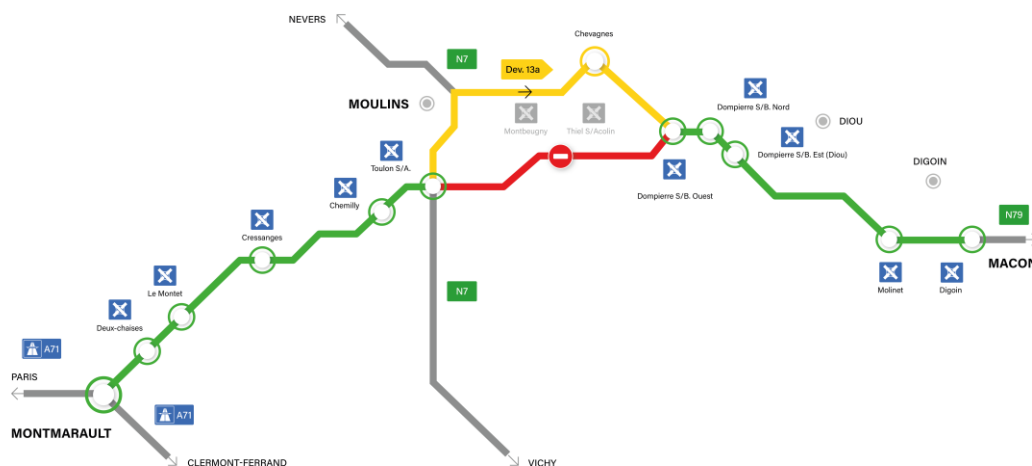 NEVERS
N7
Chevagnes
Dev. 13a
MOULINS
Montbeugny
Thiel S/Acolin
Dompierre S/B. Nord
DIOU
Dompierre S/B. Est (Diou)
DIGOIN
Toulon S/A.
Dompierre S/B. Ouest
Chemilly
N79
Cressanges
MACON
Le Montet
N7
Molinet
Digoin
Deux-chaises
A71
PARIS
A71
MONTMARAULT
CLERMONT-FERRAND
VICHY